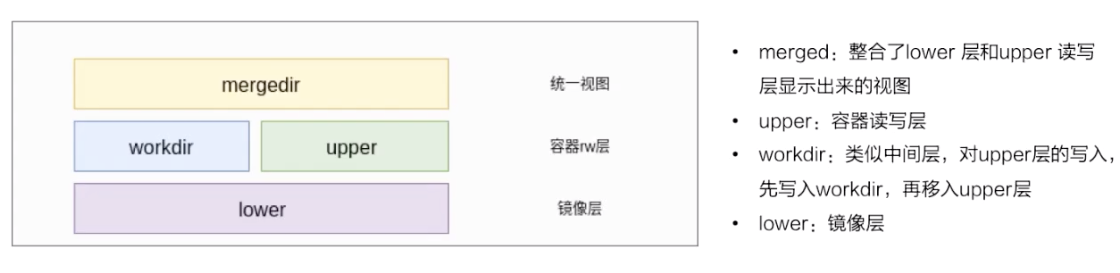 mergedir 统一视图
workdir upper 容器rw层
lower 镜像层
• merged：整合了lower 层和upper 读写
层显示出来的视图
• upper：容器读写层
• workdir：类似中间层，对upper层的写入，
先写入workdir，再移入upper层
• lower：镜像层